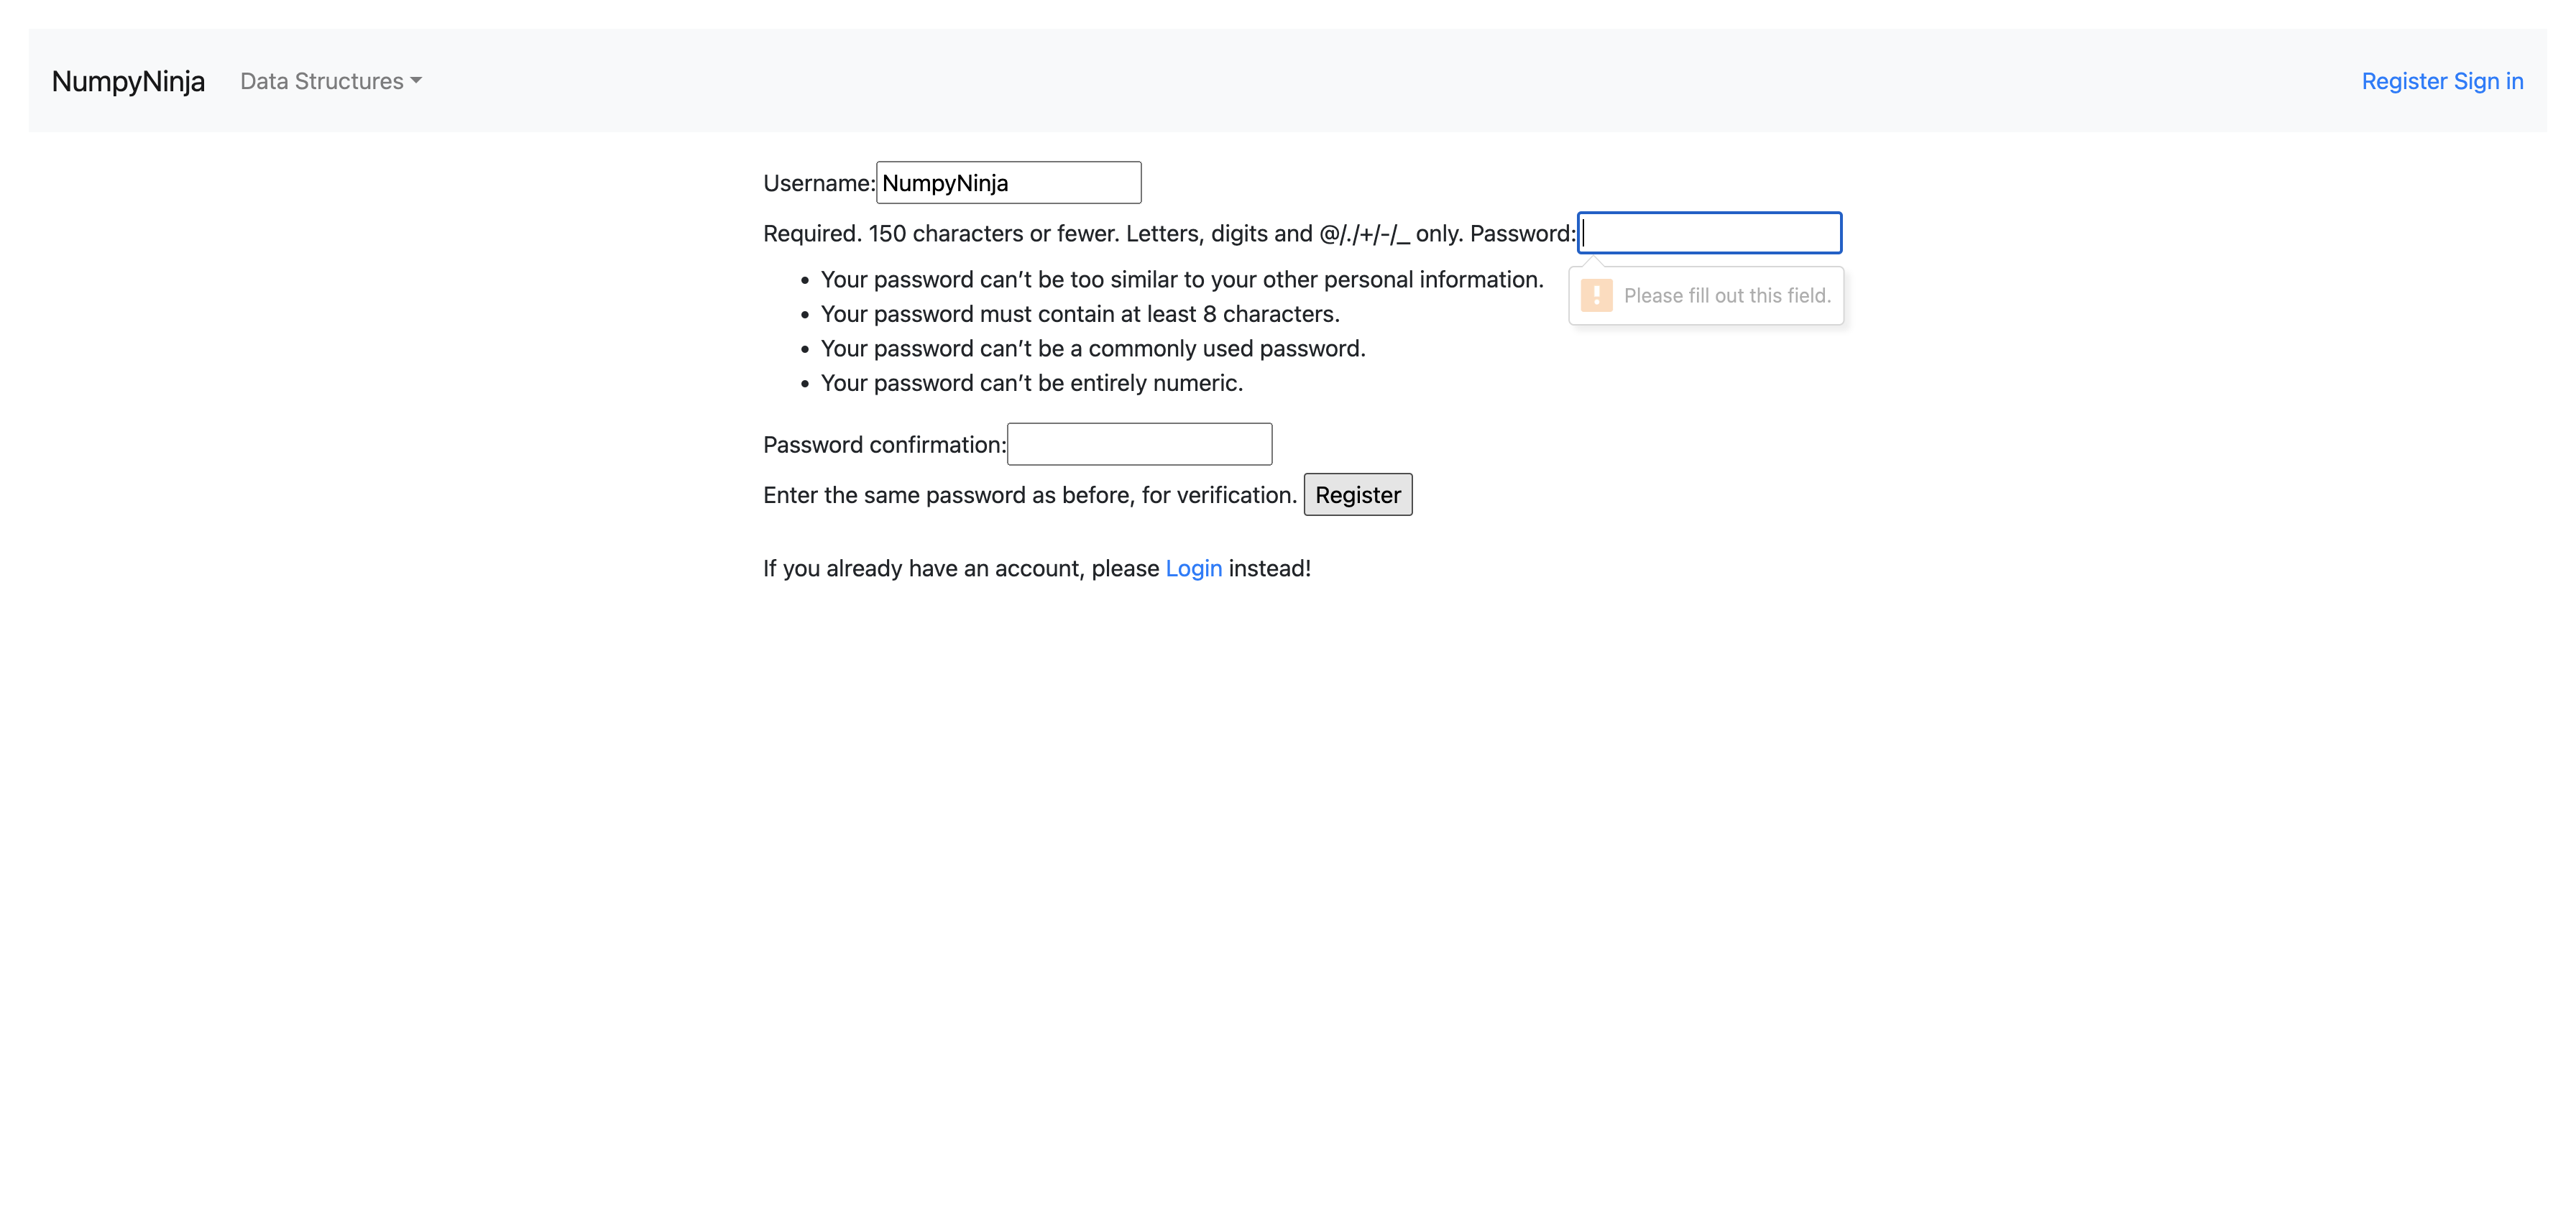 NumpyNinja Data Structures Register Sign in
Username: NumpyNinja
Required. 150 characters or fewer. Letters, digits and @/./+/-/_ only. Password:
• Your password can’t be too similar to your other personal information.
Please fill out this field.
• Your password must contain at least 8 characters.
• Your password can’t be a commonly used password.
• Your password can’t be entirely numeric.
Password confirmation:
Enter the same password as before, for verification. Register
If you already have an account, please Login instead!